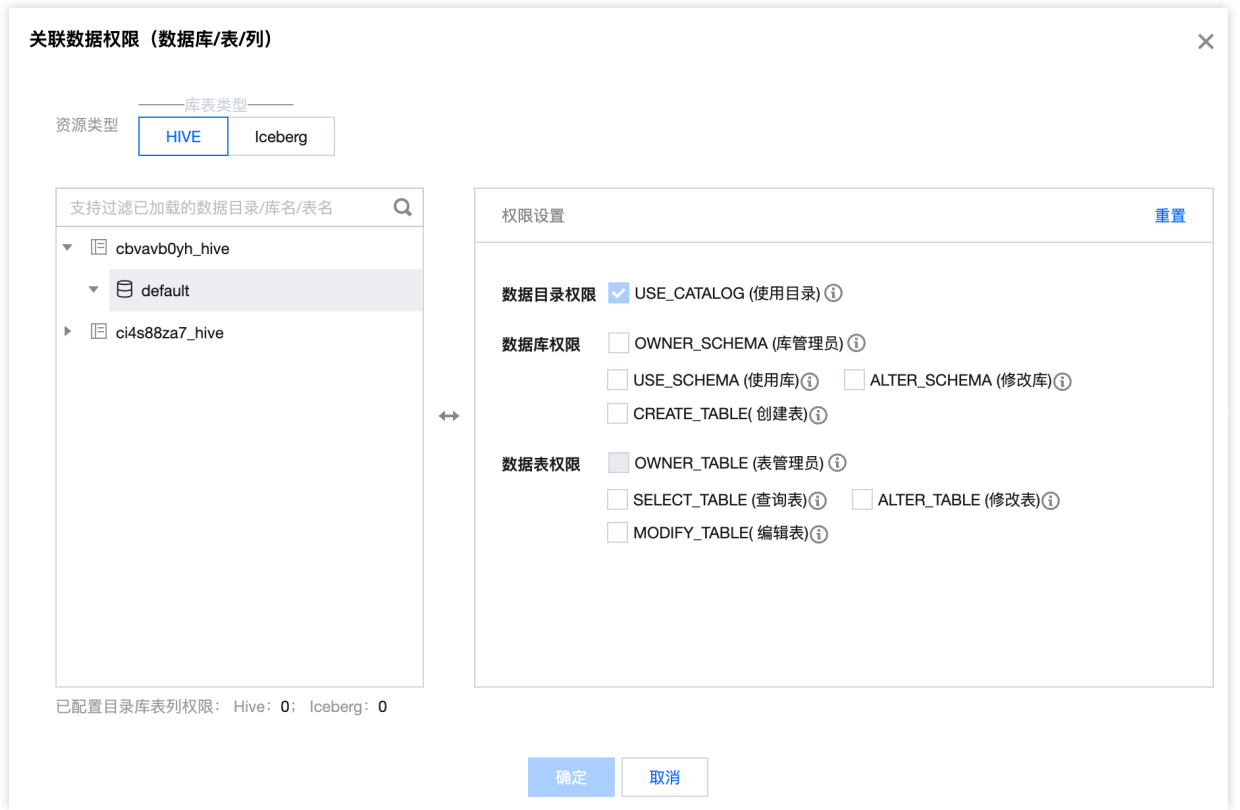 关联数据权限（数据库/表/列）
库表类型
资源类型
HIVE Iceberg
支持过滤已加载的数据目录/库名/表名
cbvavb0yh_hive
default
ci4s88za7_hive
已配置目录库表列权限： Hive：0； Iceberg：0
权限设置 重置
数据目录权限 USE_CATALOG (使用目录)
数据库权限 OWNER_SCHEMA (库管理员)
USE_SCHEMA (使用库) ALTER_SCHEMA (修改库)
CREATE_TABLE( 创建表)
数据表权限 OWNER_TABLE (表管理员)
SELECT_TABLE (查询表) ALTER_TABLE (修改表)
MODIFY_TABLE( 编辑表)
确定 取消